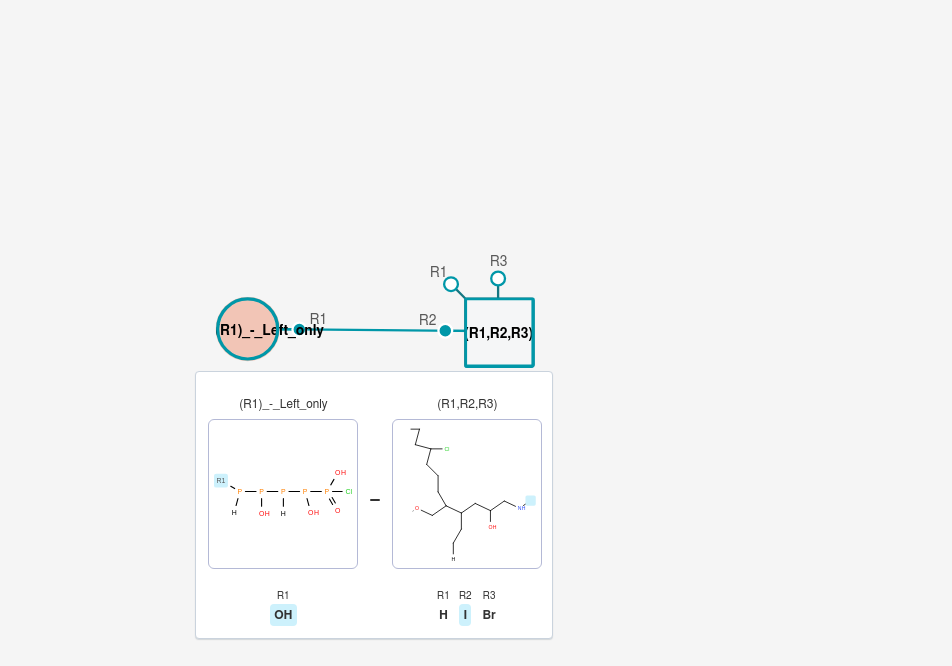 R3
R1
R1
R2
R1)_-_Left_only
(R1,R2,R3)
(R1)_-_Left_only
(R1,R2,R3)
Cl
OH
R1
P P P P P Cl
H OH H OH O
NH
OH
H
R1
R1 R2 R3
OH
H I Br